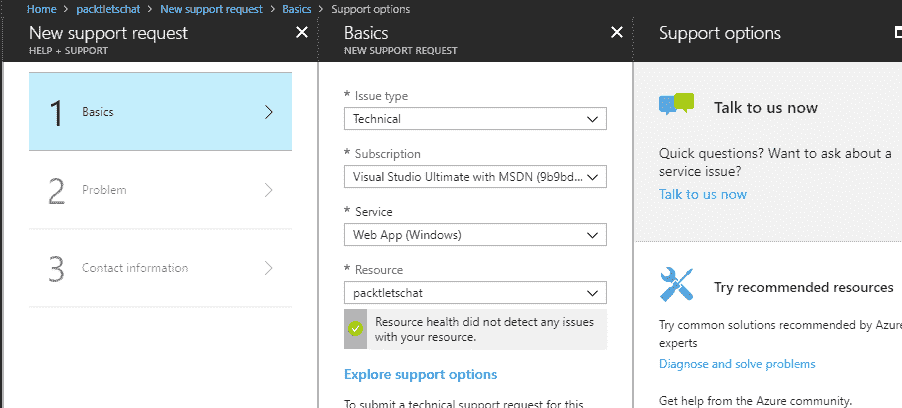 Home > packtletschat > New support request > Basics > Support options
New support request
HELP + SUPPORT
1 Basics
2 Problem
3 Contact information
Basics
NEW SUPPORT REQUEST
* Issue type
Technical
* Subscription
Visual Studio Ultimate with MSDN (9b9bd...
* Service
Web App (Windows)
* Resource
packtletschat
Resource health did not detect any issues
with your resource.
Explore support options
To submit a technical support request for this
Support options
Talk to us now
Quick questions? Want to ask about a
service issue?
Talk to us now
Try recommended resources
Try common solutions recommended by Azure
experts
Diagnose and solve problems
Get help from the Azure community.